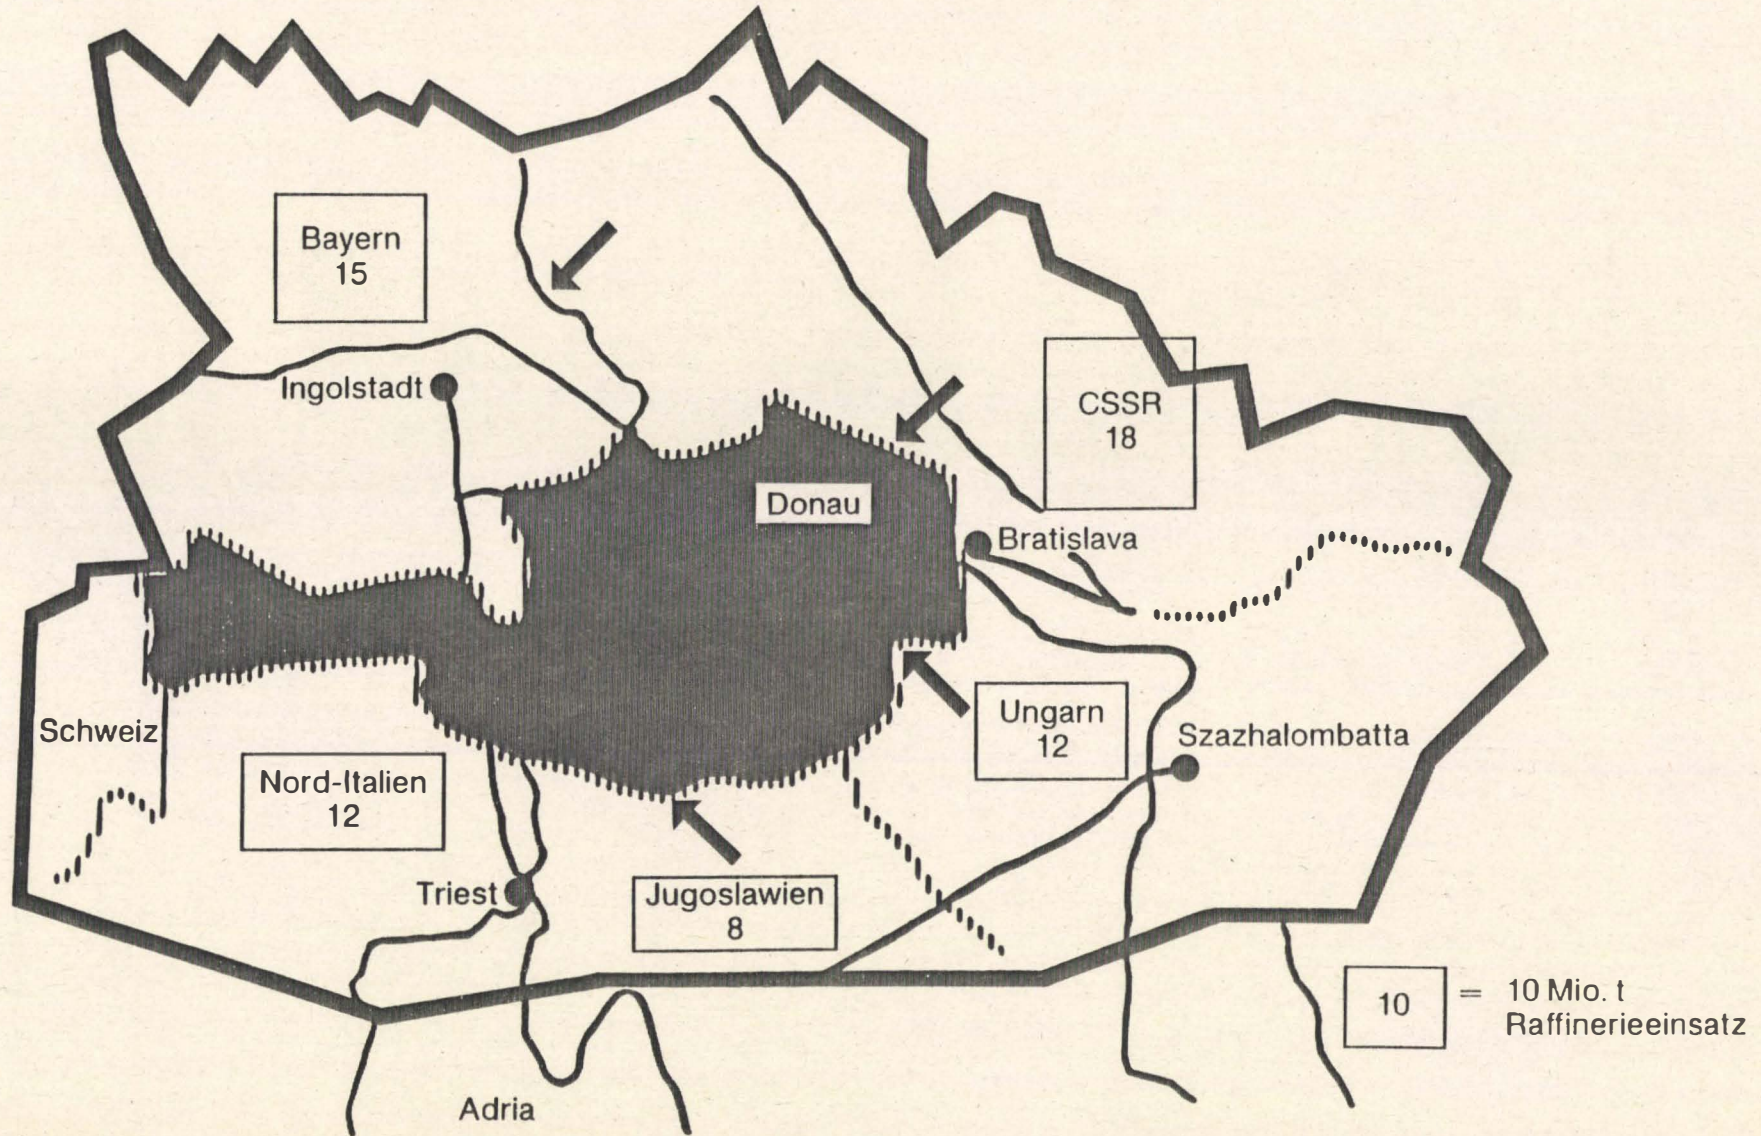 Bayern
15
Ingolstadt
CSSR
18
Donau
Bratislava
Schweiz
Nord-Italien
12
Ungarn
12
Szazhalombatta
Triest
Jugoslawien
8
10 = 10 Mio. t
Raffinerieeinsatz
Adria